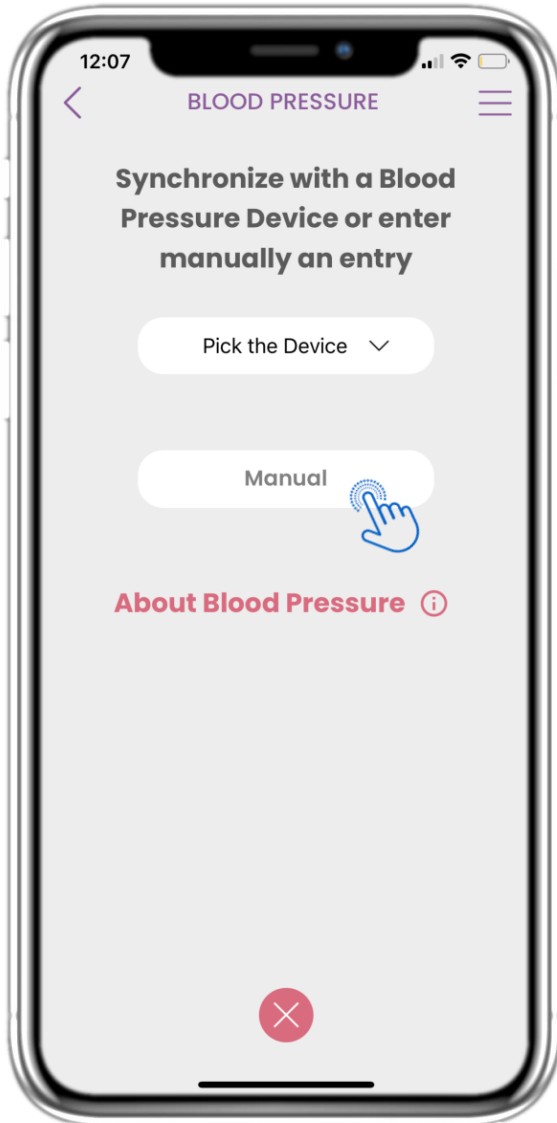 12:07
BLOOD PRESSURE
Synchronize with a Blood
Pressure Device or enter
manually an entry
Pick the Device
Manual
About Blood Pressure